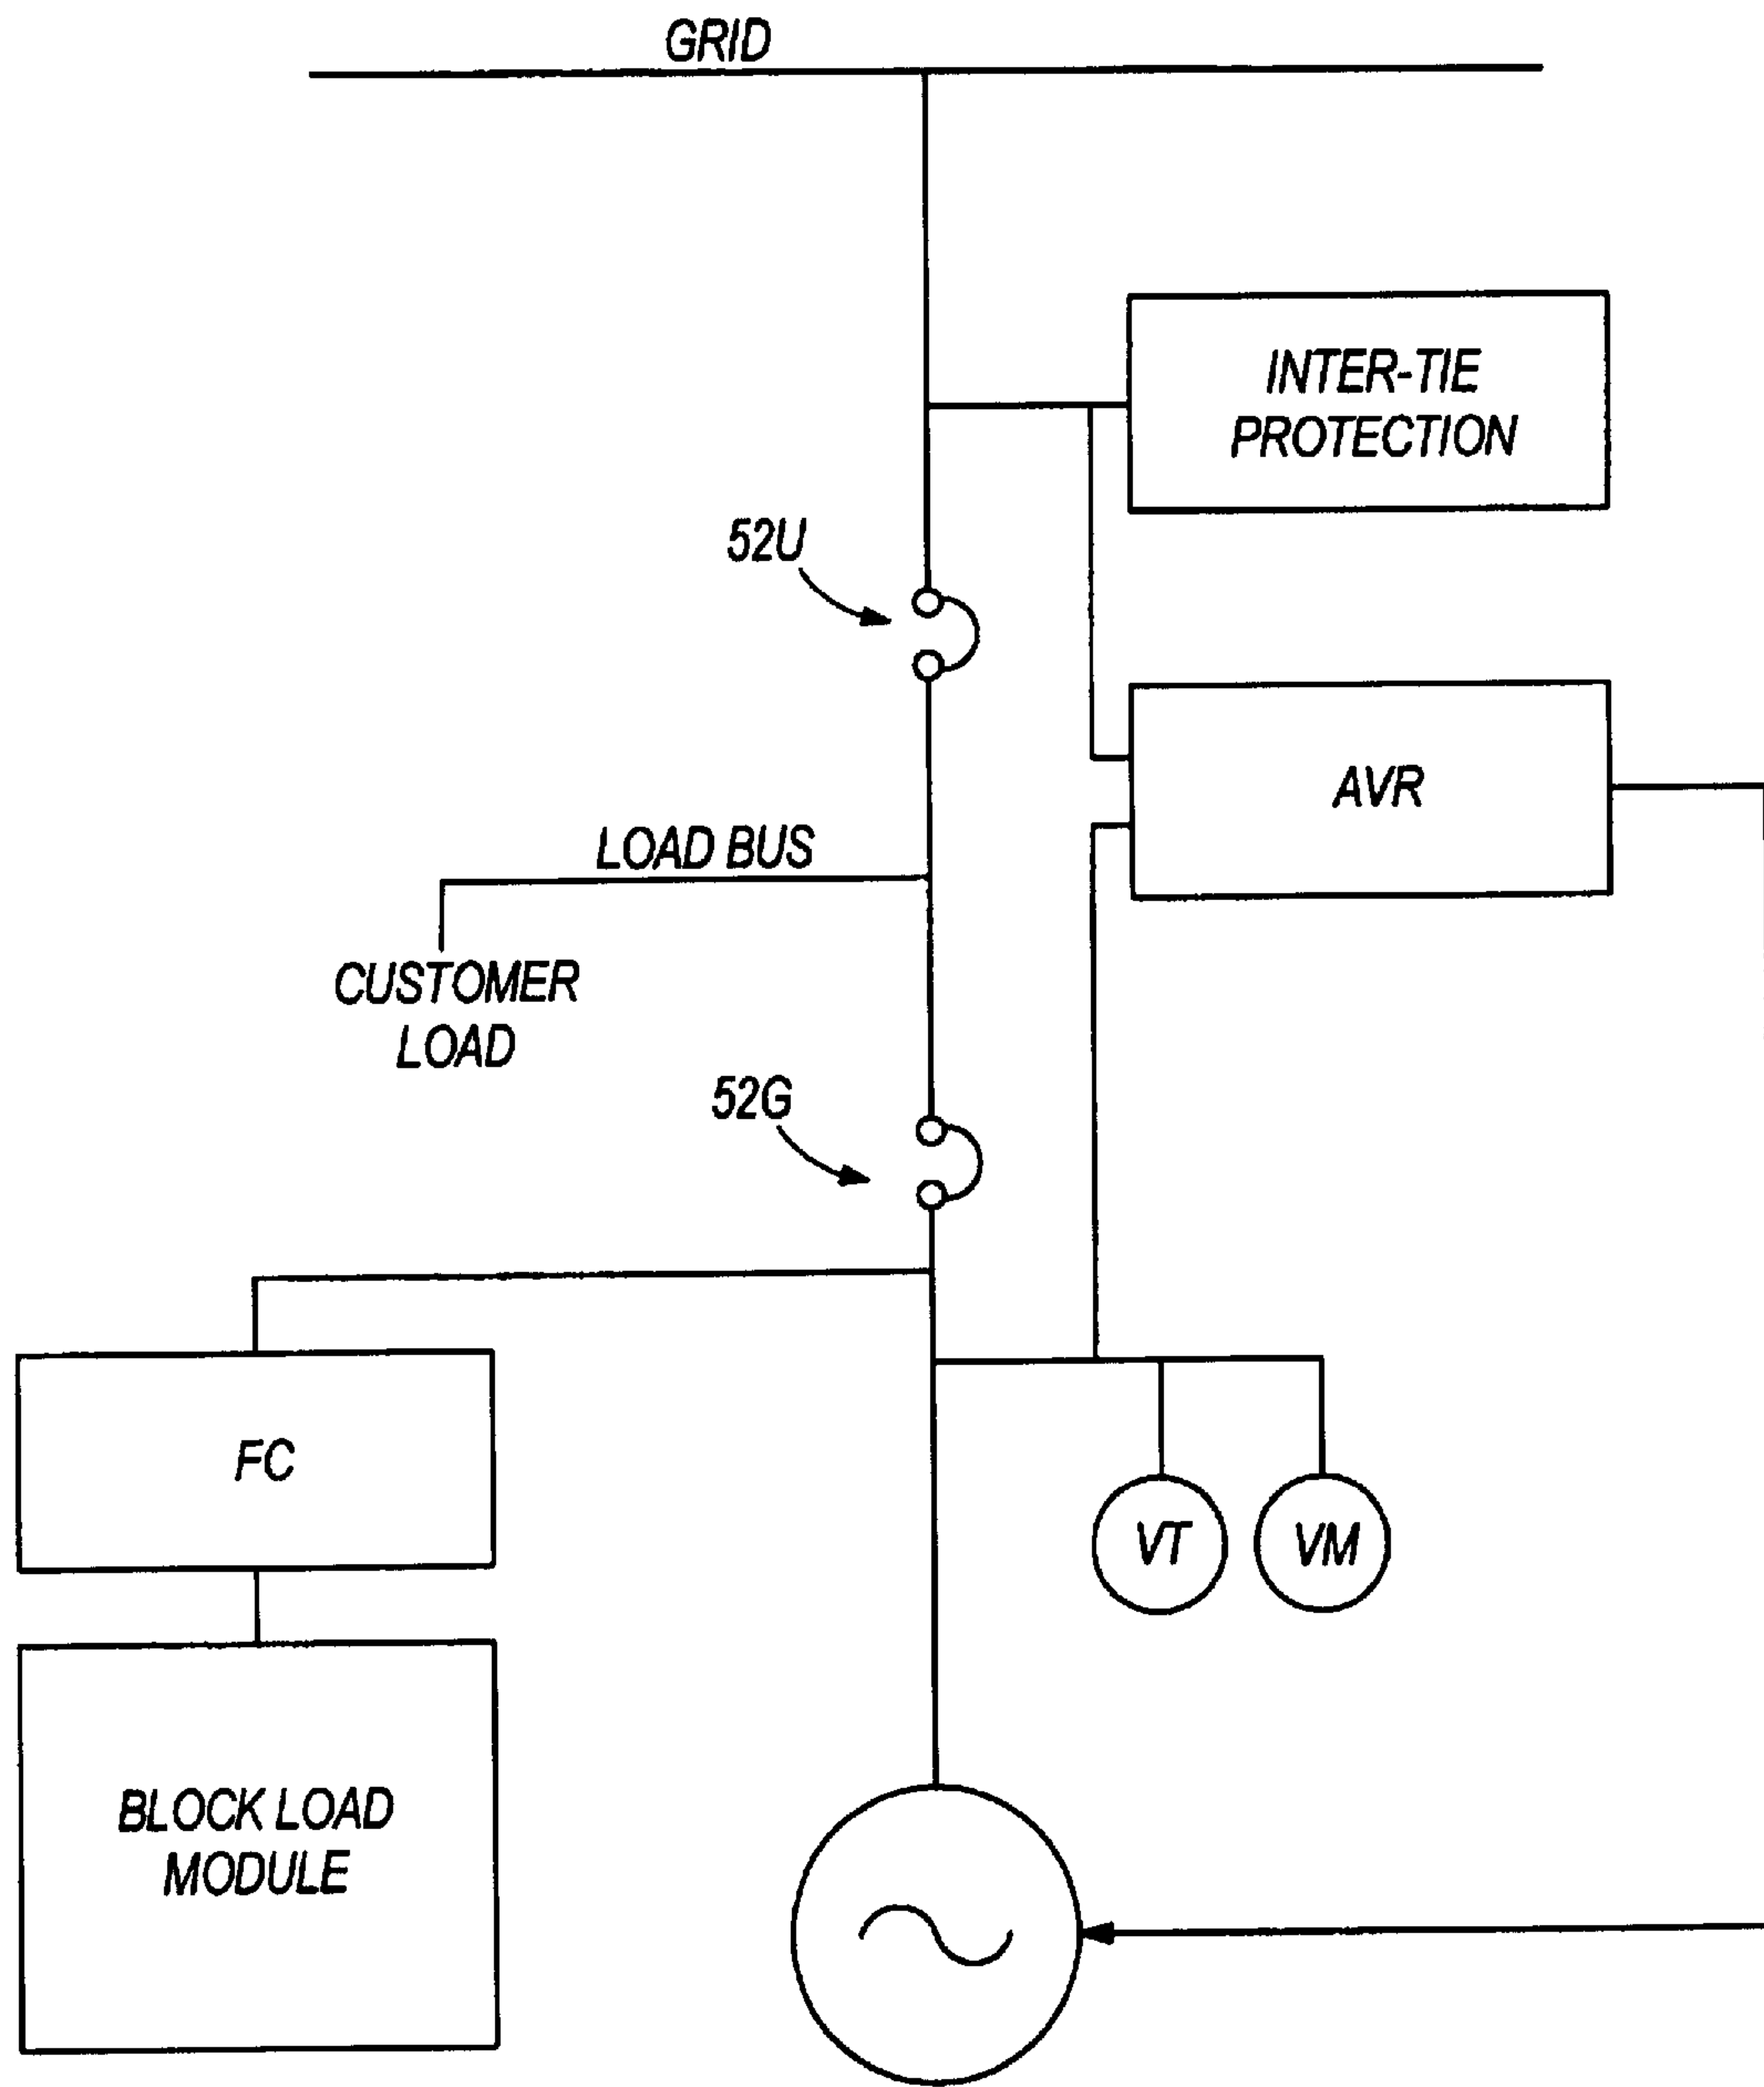 GRID
INTER-TIE
PROTECTION
52U
AVR
LOAD BUS
CUSTOMER
LOAD
52G
FC
VT
VM
BLOCK LOAD
MODULE